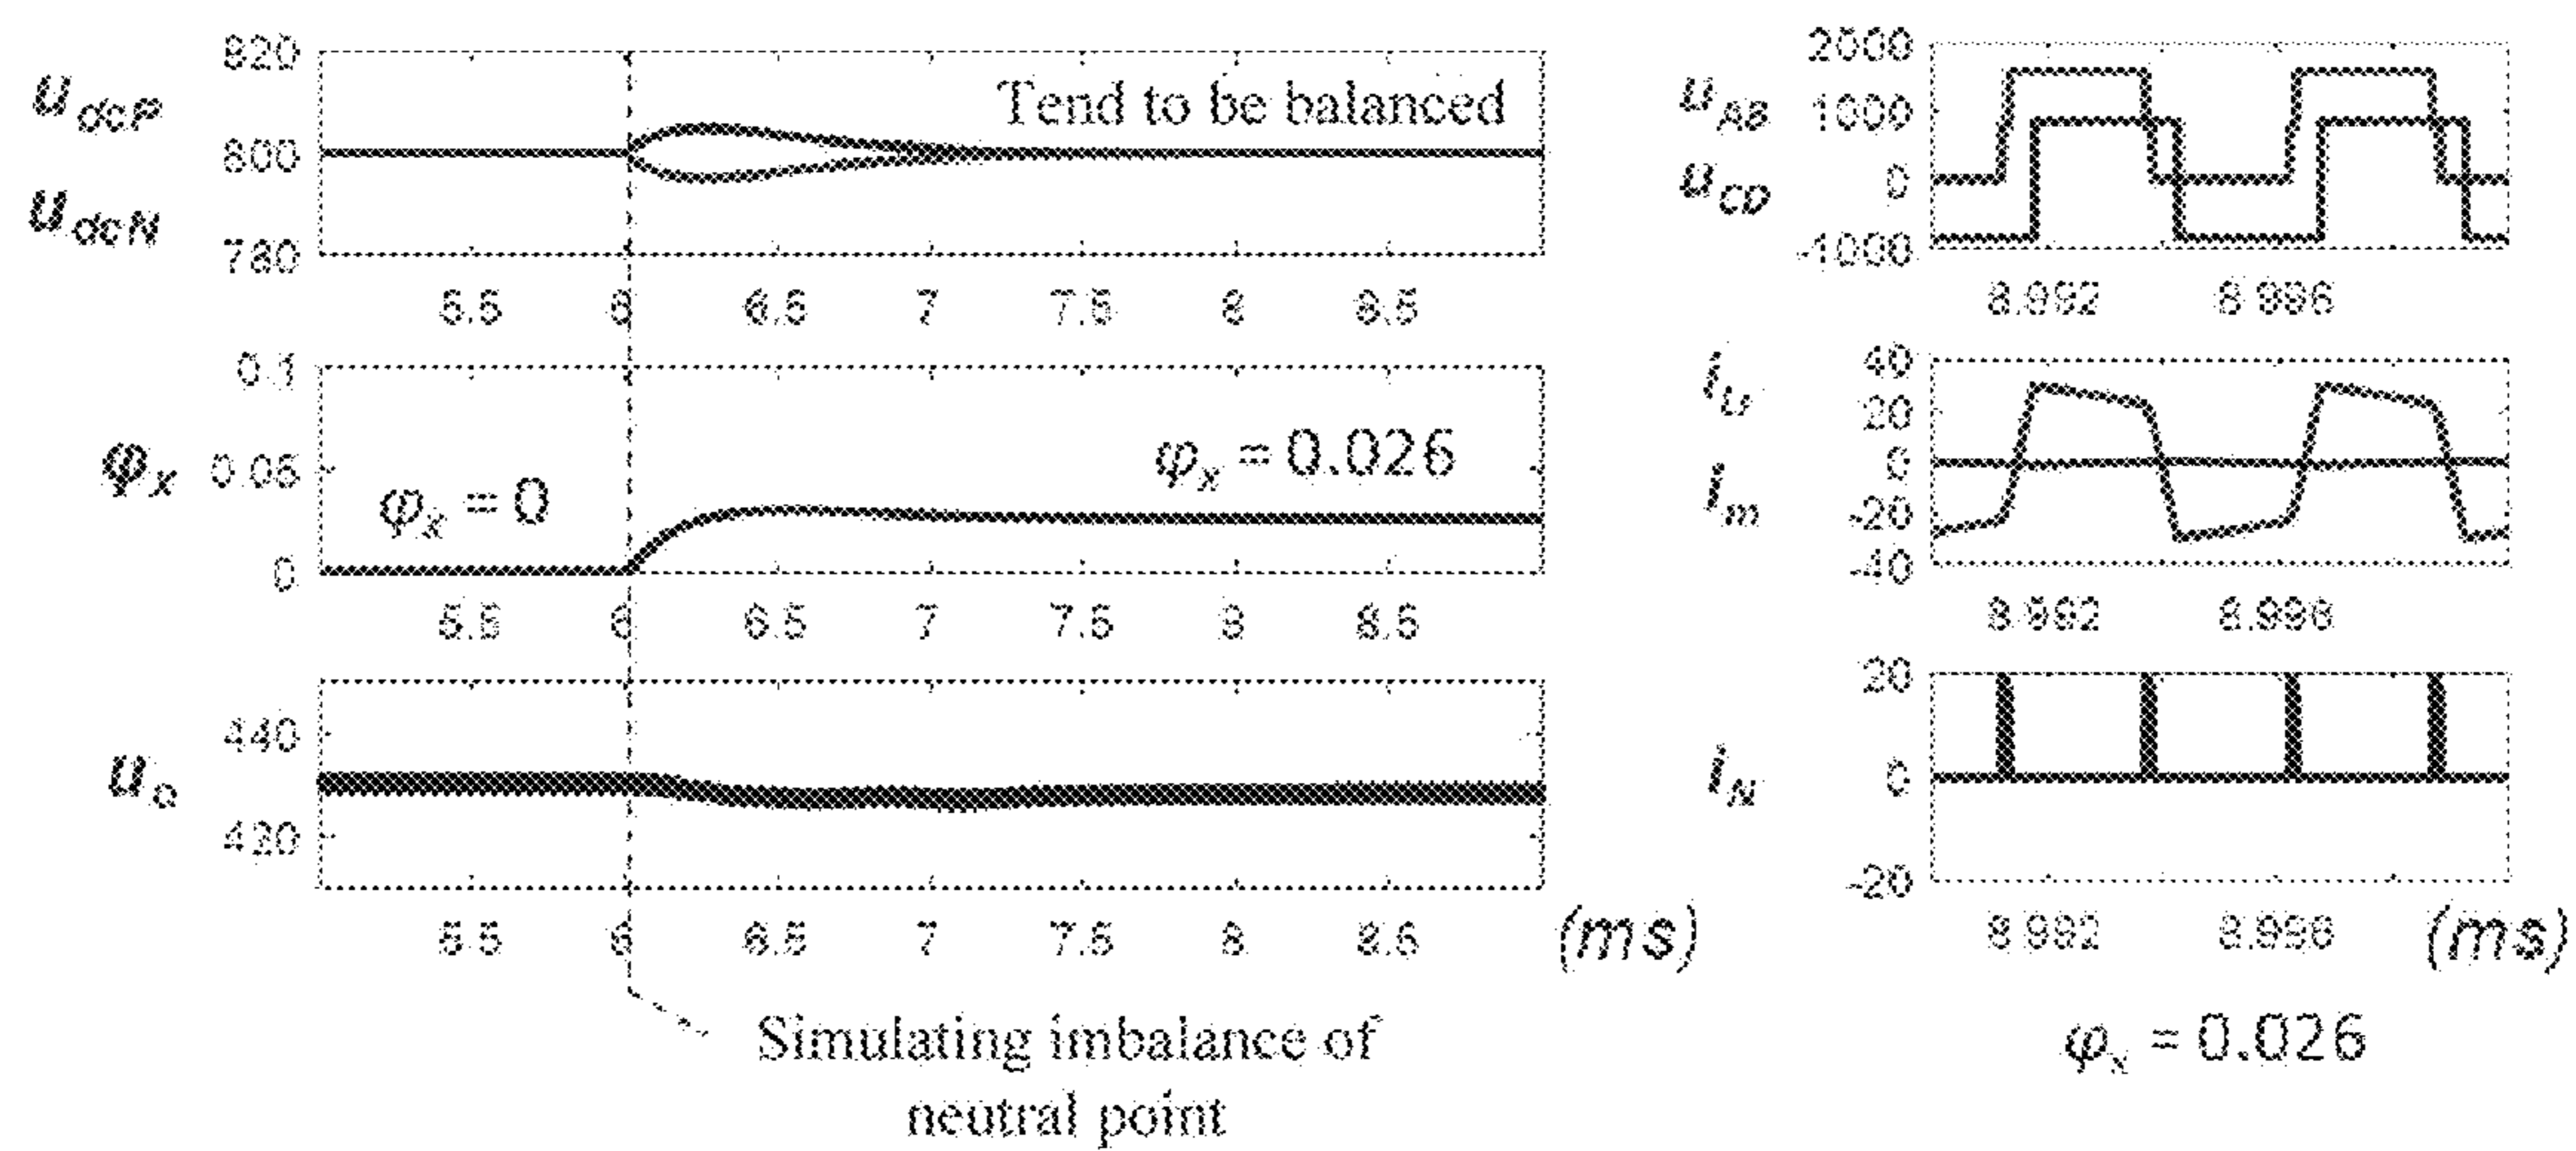 820
u_dcP
Tend to be balanced
800
u_dcN
780
5.5 6 6.5 7 7.5 8 8.5
0.1
φ_x
0.05
φ_x = 0
φ_x = 0.026
0
5.5 6 6.5 7 7.5 8 8.5
440
u_o
420
5.5 6 6.5 7 7.5 8 8.5 (ms)
Simulating imbalance of
neutral point
2000
u_AB 1000
u_CD 0
-1000
8.992 8.996
40
i_Lr
20
0
i_m -20
-40
8.992 8.996
20
i_N 0
-20
8.992 8.996 (ms)
φ_x = 0.026